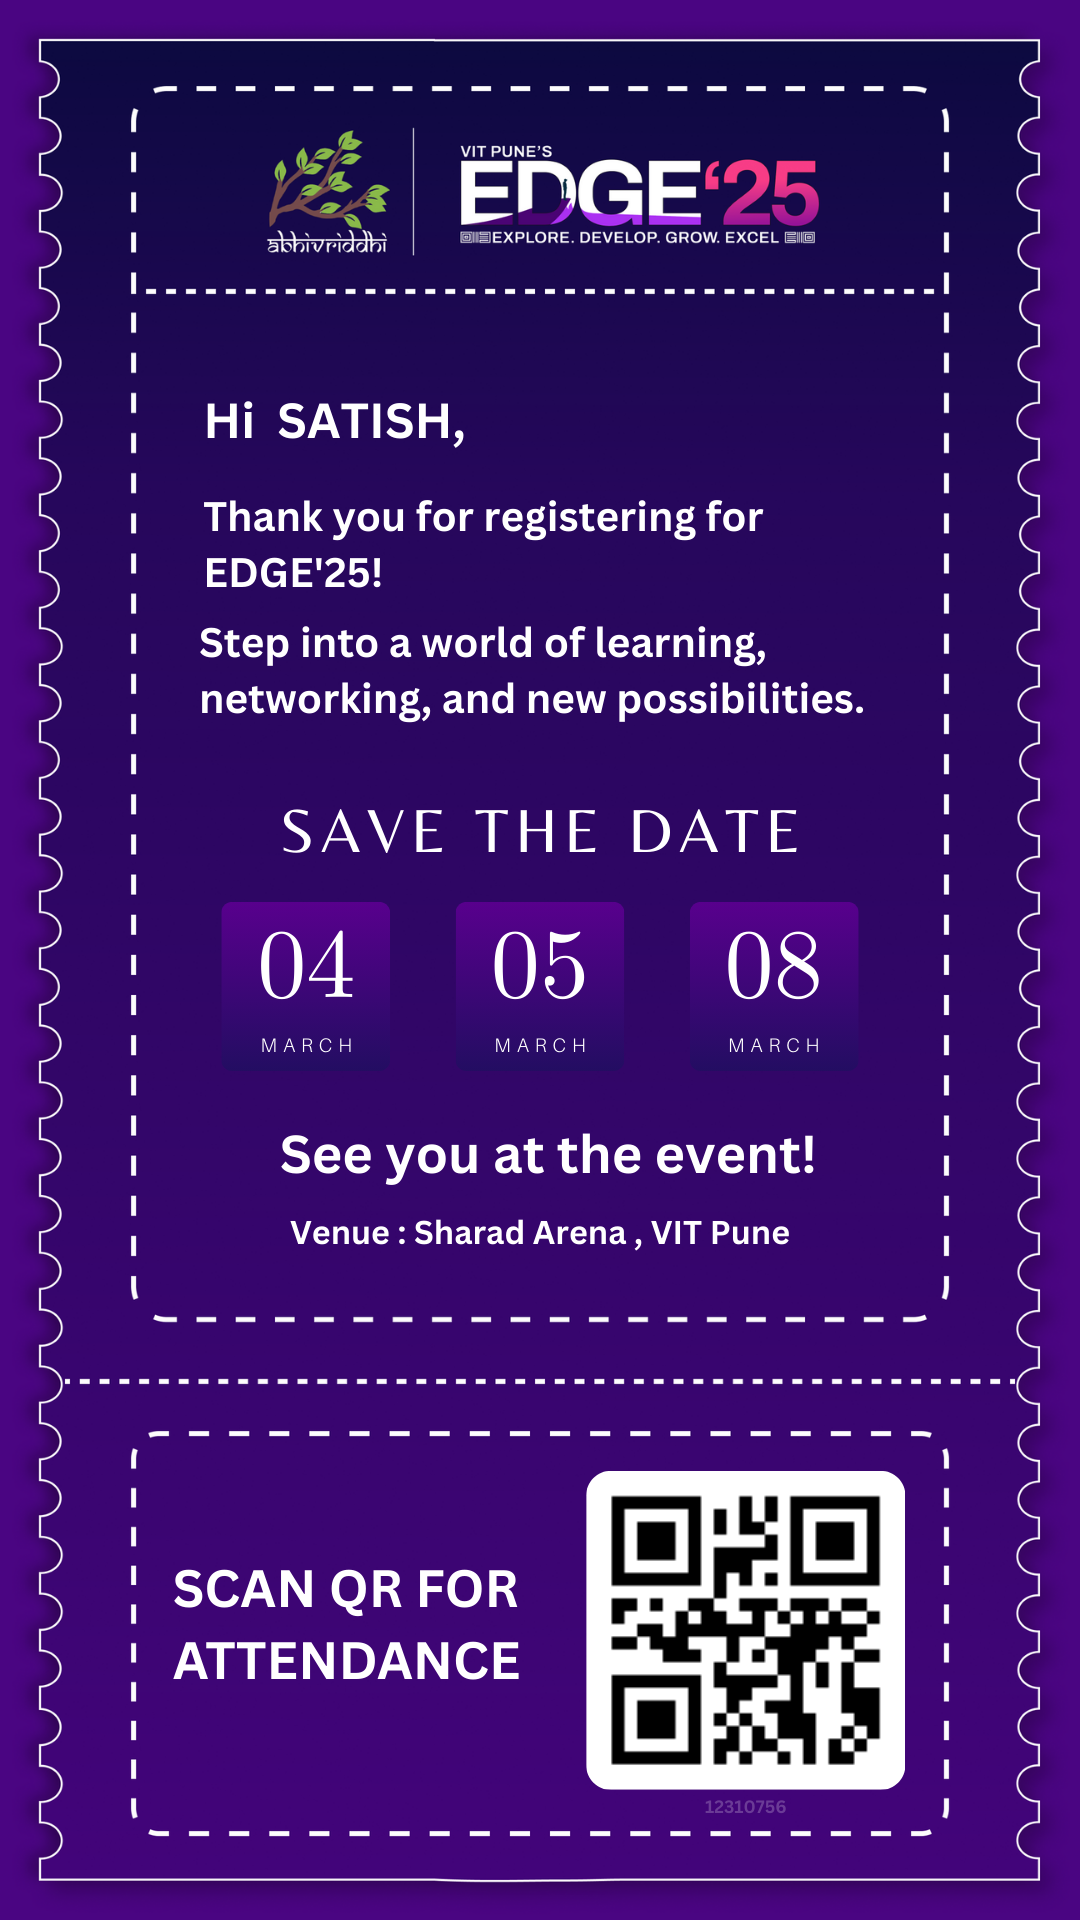 abhivriddhi
VIT PUNE'S
EDGE'25
EXPLORE. DEVELOP. GROW. EXCEL
Hi SATISH,
Thank you for registering for
EDGE'25!
Step into a world of learning,
networking, and new possibilities.
SAVE THE DATE
04 05 08
MARCH MARCH MARCH
See you at the event!
Venue : Sharad Arena , VIT Pune
SCAN QR FOR
ATTENDANCE
12310756